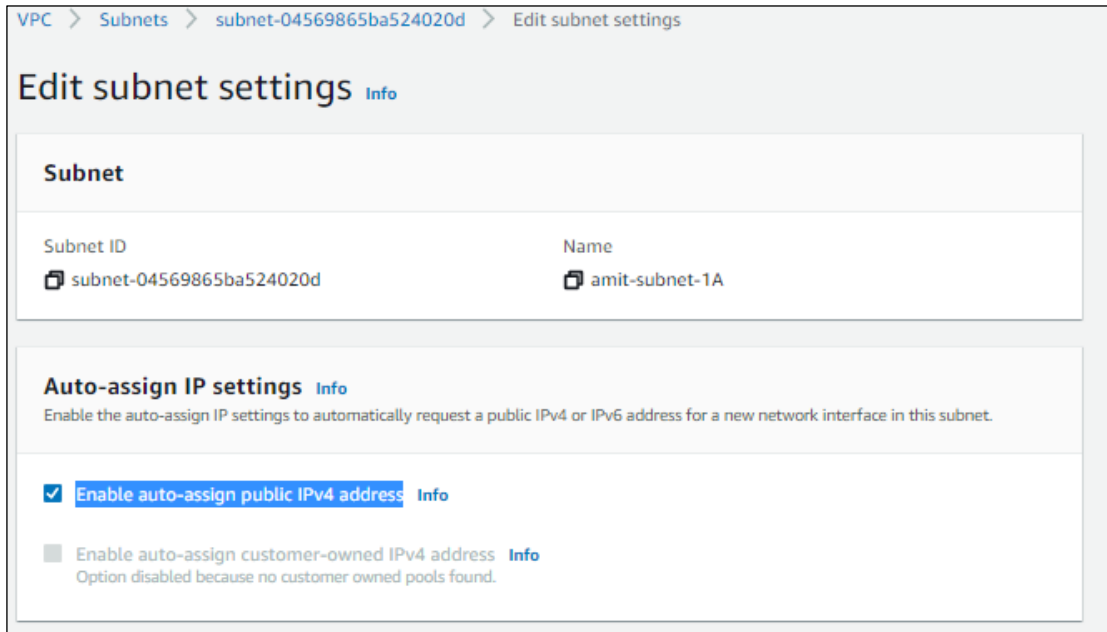 VPC > Subnets > subnet-04569865ba524020d > Edit subnet settings
Edit subnet settings Info
Subnet
Subnet ID Name
subnet-04569865ba524020d amit-subnet-1A
Auto-assign IP settings Info
Enable the auto-assign IP settings to automatically request a public IPv4 or IPv6 address for a new network interface in this subnet.
Enable auto-assign public IPv4 address Info
Enable auto-assign customer-owned IPv4 address Info
Option disabled because no customer owned pools found.